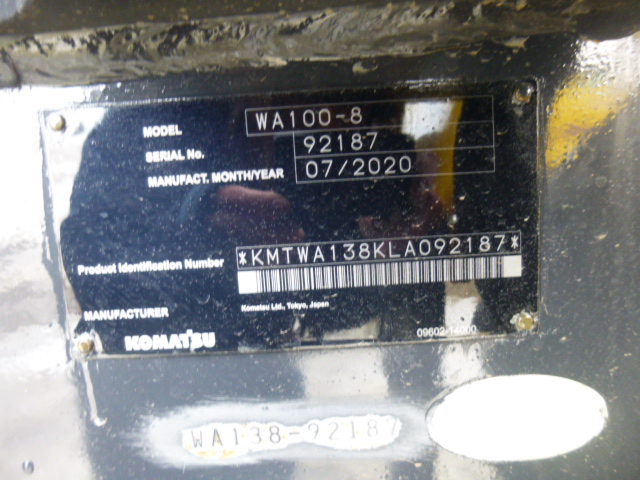 MODEL WA100-8
SERIAL No. 92187
MANUFACT. MONTH/YEAR 07/2020
Product Identification Number *KMTWA138KLA092187*
MANUFACTURER Komatsu Ltd., Tokyo, Japan
KOMATSU 09602-14000
WA138-92187